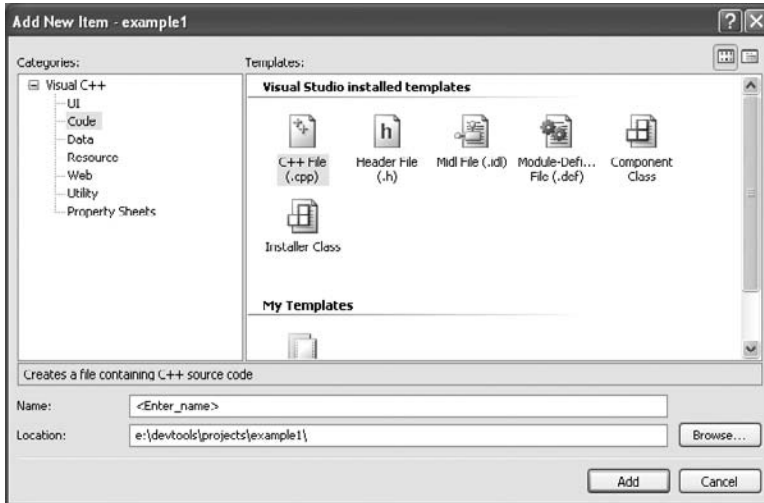 Add New Item - example1
Categories:
Templates:
Visual C++
UI
Code
Data
Resource
Web
Utility
Property Sheets
Visual Studio installed templates
C++ File
(.cpp)
Header File
(.h)
Midl File (.idl)
Module-Defi...
File (.def)
Component
Class
Installer Class
My Templates
Creates a file containing C++ source code
Name:
<Enter_name>
Location:
e:\devtools\projects\example1\
Browse...
Add
Cancel